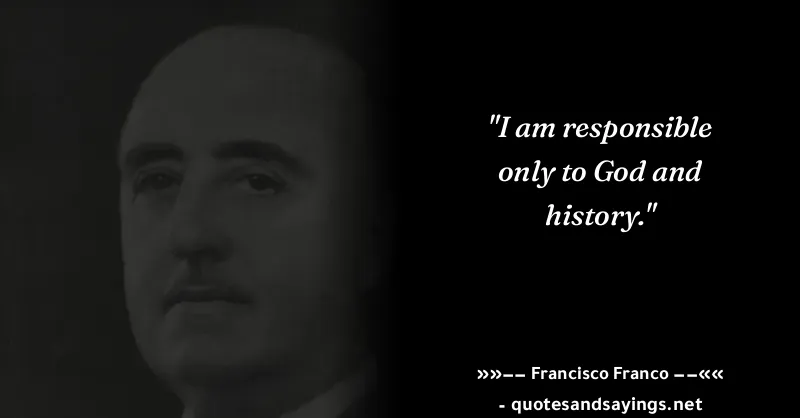 "I am responsible
only to God and
history."
»»−− Francisco Franco −−««
- quotesandsayings.net